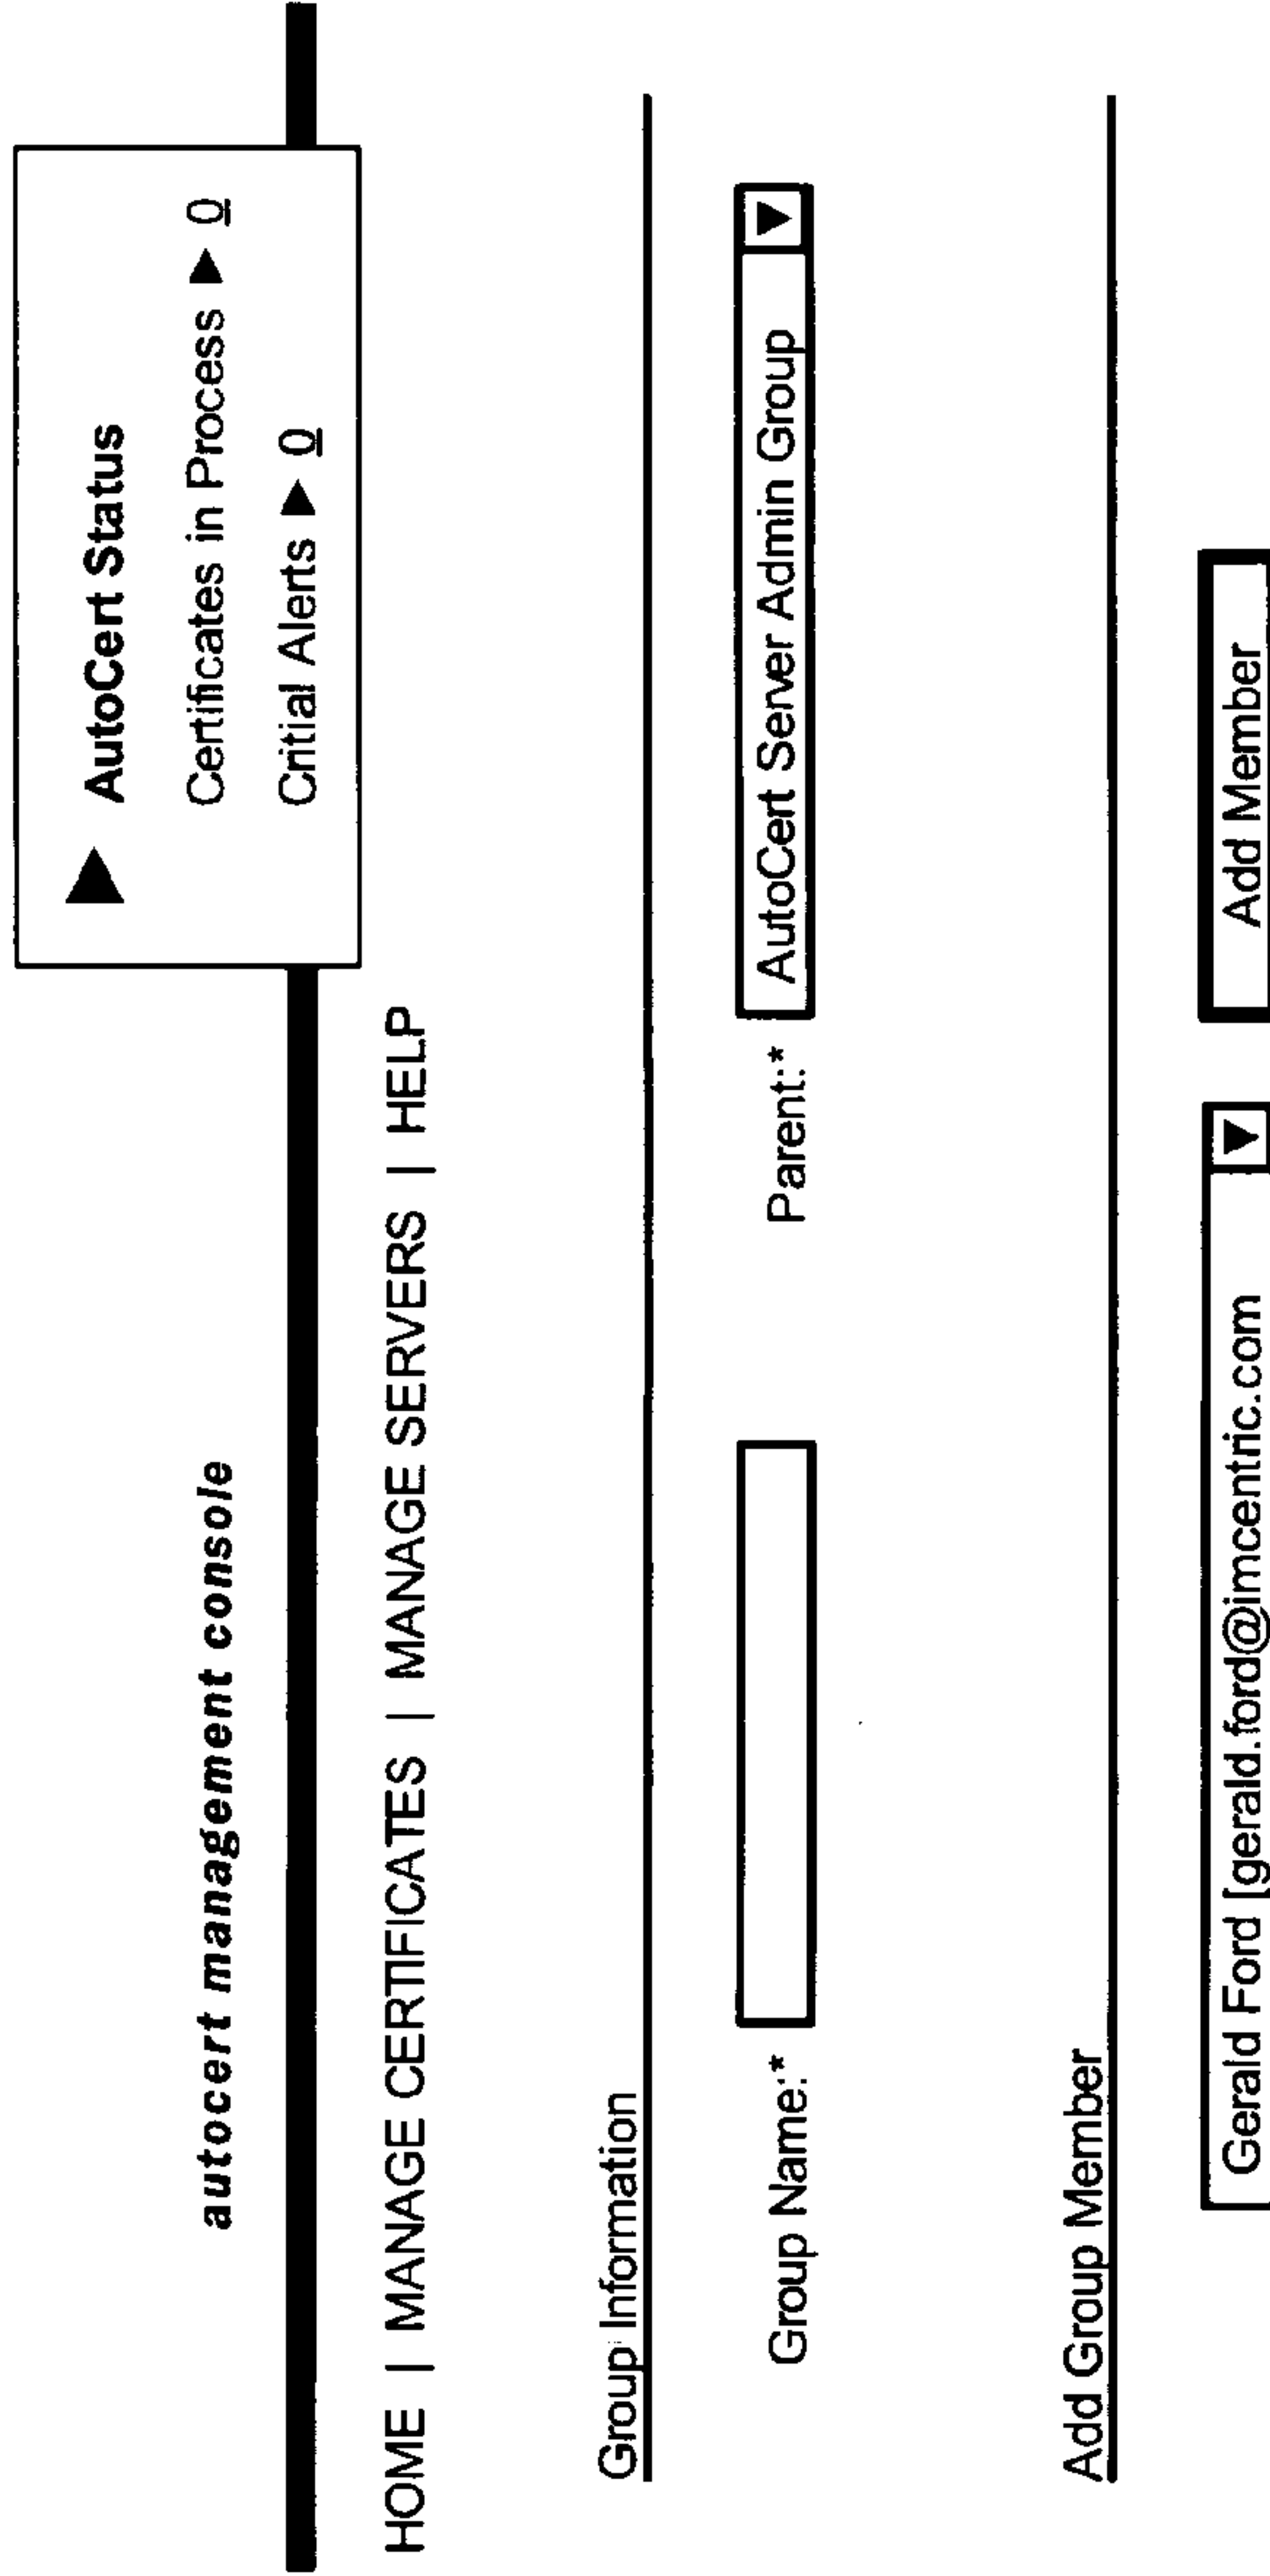 autocert management console
AutoCert Status
Certificates in Process ▶ 0
Critial Alerts ▶ 0
HOME | MANAGE CERTIFICATES | MANAGE SERVERS | HELP
Group Information
Group Name:*
Parent:* AutoCert Server Admin Group
Add Group Member
Gerald Ford [gerald.ford@imcentric.com
Add Member